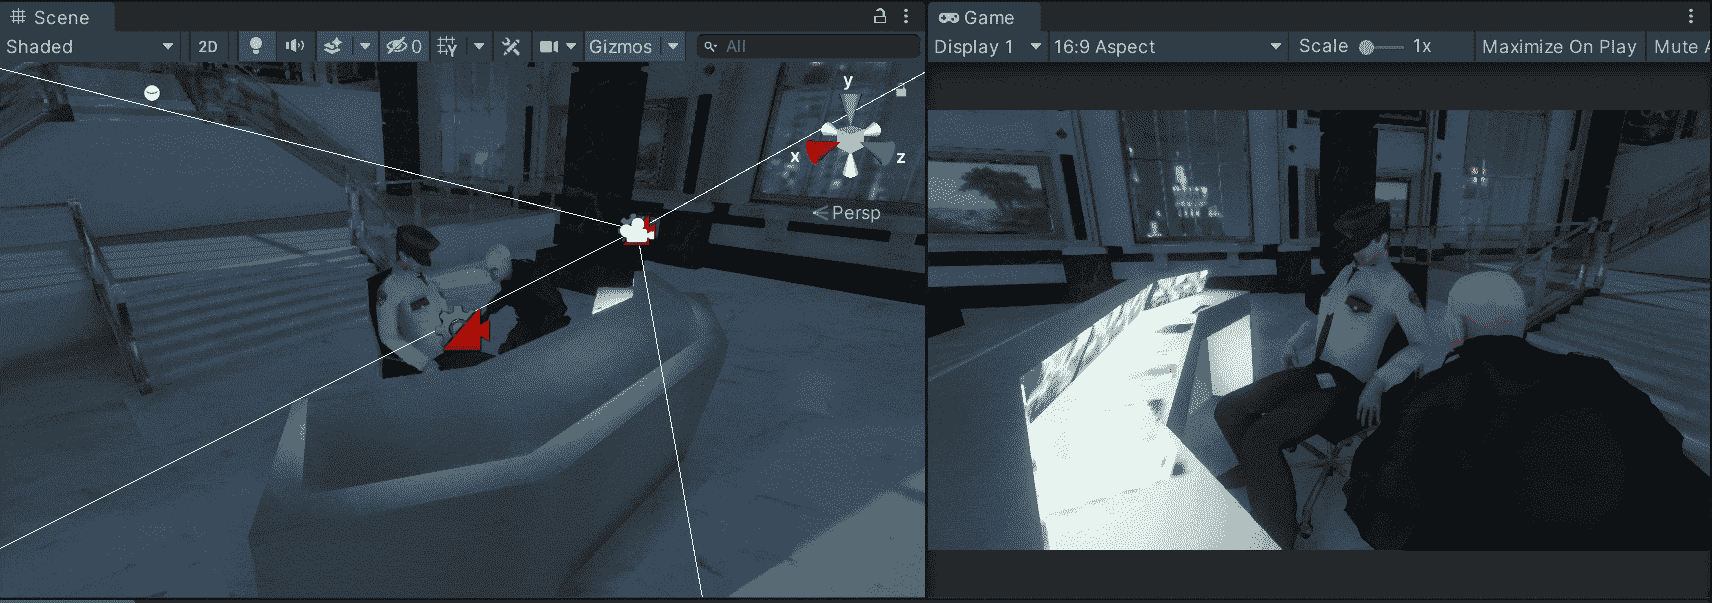 Scene
Shaded
2D
0
Gizmos
All
y
x
z
Persp
Game
Display 1
16:9 Aspect
Scale
1x
Maximize On Play
Mute